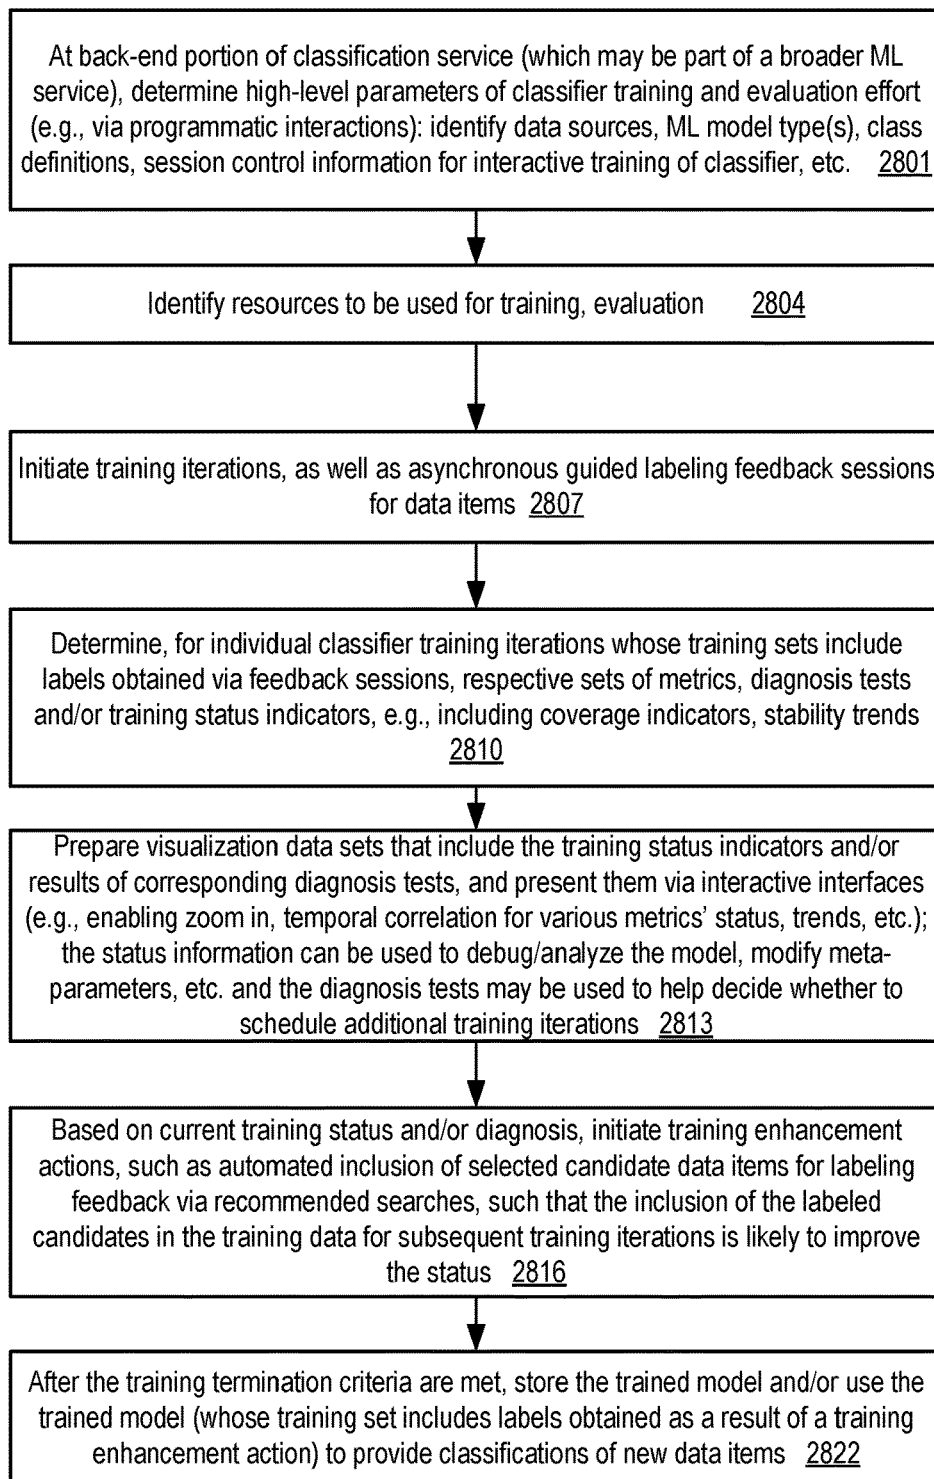 At back-end portion of classification service (which may be part of a broader ML
service), determine high-level parameters of classifier training and evaluation effort
(e.g., via programmatic interactions): identify data sources, ML model type(s), class
definitions, session control information for interactive training of classifier, etc. 2801
Identify resources to be used for training, evaluation 2804
Initiate training iterations, as well as asynchronous guided labeling feedback sessions
for data items 2807
Determine, for individual classifier training iterations whose training sets include
labels obtained via feedback sessions, respective sets of metrics, diagnosis tests
and/or training status indicators, e.g., including coverage indicators, stability trends
2810
Prepare visualization data sets that include the training status indicators and/or
results of corresponding diagnosis tests, and present them via interactive interfaces
(e.g., enabling zoom in, temporal correlation for various metrics' status, trends, etc.);
the status information can be used to debug/analyze the model, modify meta-
parameters, etc. and the diagnosis tests may be used to help decide whether to
schedule additional training iterations 2813
Based on current training status and/or diagnosis, initiate training enhancement
actions, such as automated inclusion of selected candidate data items for labeling
feedback via recommended searches, such that the inclusion of the labeled
candidates in the training data for subsequent training iterations is likely to improve
the status 2816
After the training termination criteria are met, store the trained model and/or use the
trained model (whose training set includes labels obtained as a result of a training
enhancement action) to provide classifications of new data items 2822